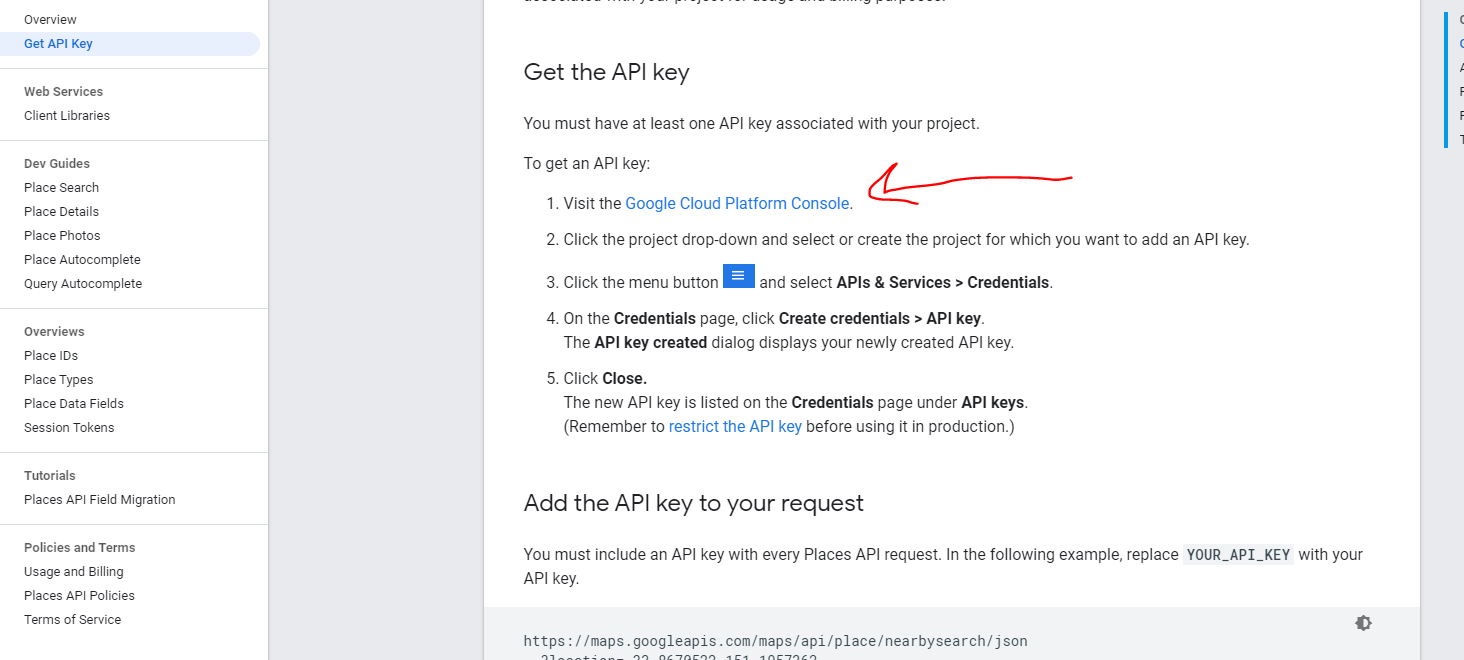 Overview
Get API Key
Web Services
Client Libraries
Dev Guides
Place Search
Place Details
Place Photos
Place Autocomplete
Query Autocomplete
Overviews
Place IDs
Place Types
Place Data Fields
Session Tokens
Tutorials
Places API Field Migration
Policies and Terms
Usage and Billing
Places API Policies
Terms of Service
associated with your project for usage and billing purposes.
Get the API key
You must have at least one API key associated with your project.
To get an API key:
1. Visit the Google Cloud Platform Console.
2. Click the project drop-down and select or create the project for which you want to add an API key.
3. Click the menu button and select APIs & Services > Credentials.
4. On the Credentials page, click Create credentials > API key.
The API key created dialog displays your newly created API key.
5. Click Close.
The new API key is listed on the Credentials page under API keys.
(Remember to restrict the API key before using it in production.)
Add the API key to your request
You must include an API key with every Places API request. In the following example, replace YOUR_API_KEY with your
API key.
https://maps.googleapis.com/maps/api/place/nearbysearch/json